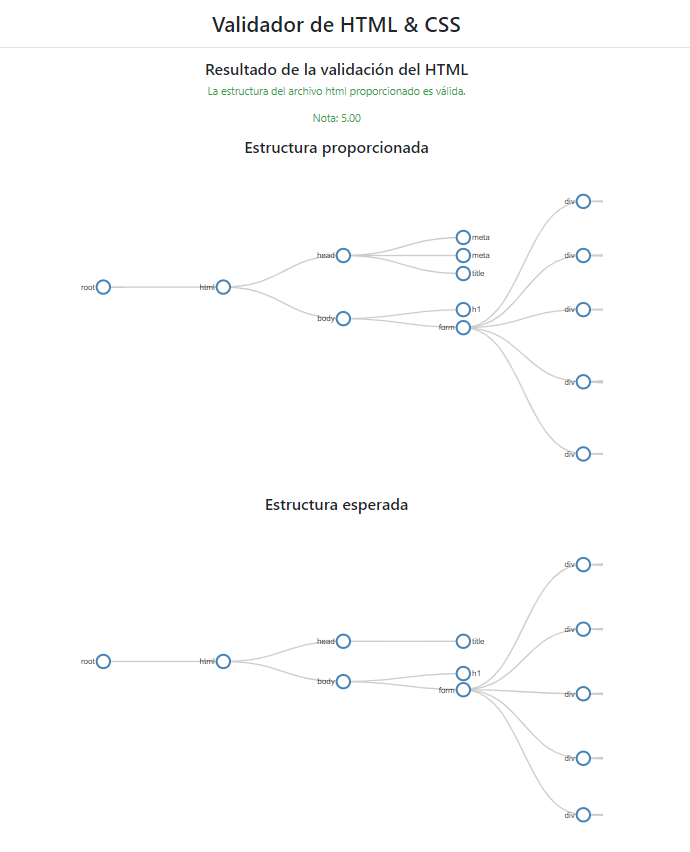 Validador de HTML & CSS
Resultado de la validación del HTML
La estructura del archivo html proporcionado es válida.
Nota: 5.00
Estructura proporcionada
div
meta
head
meta
div
title
root
html
h1
div
body
form
div
div
Estructura esperada
div
div
head
title
root
html
h1
body
form
div
div
div